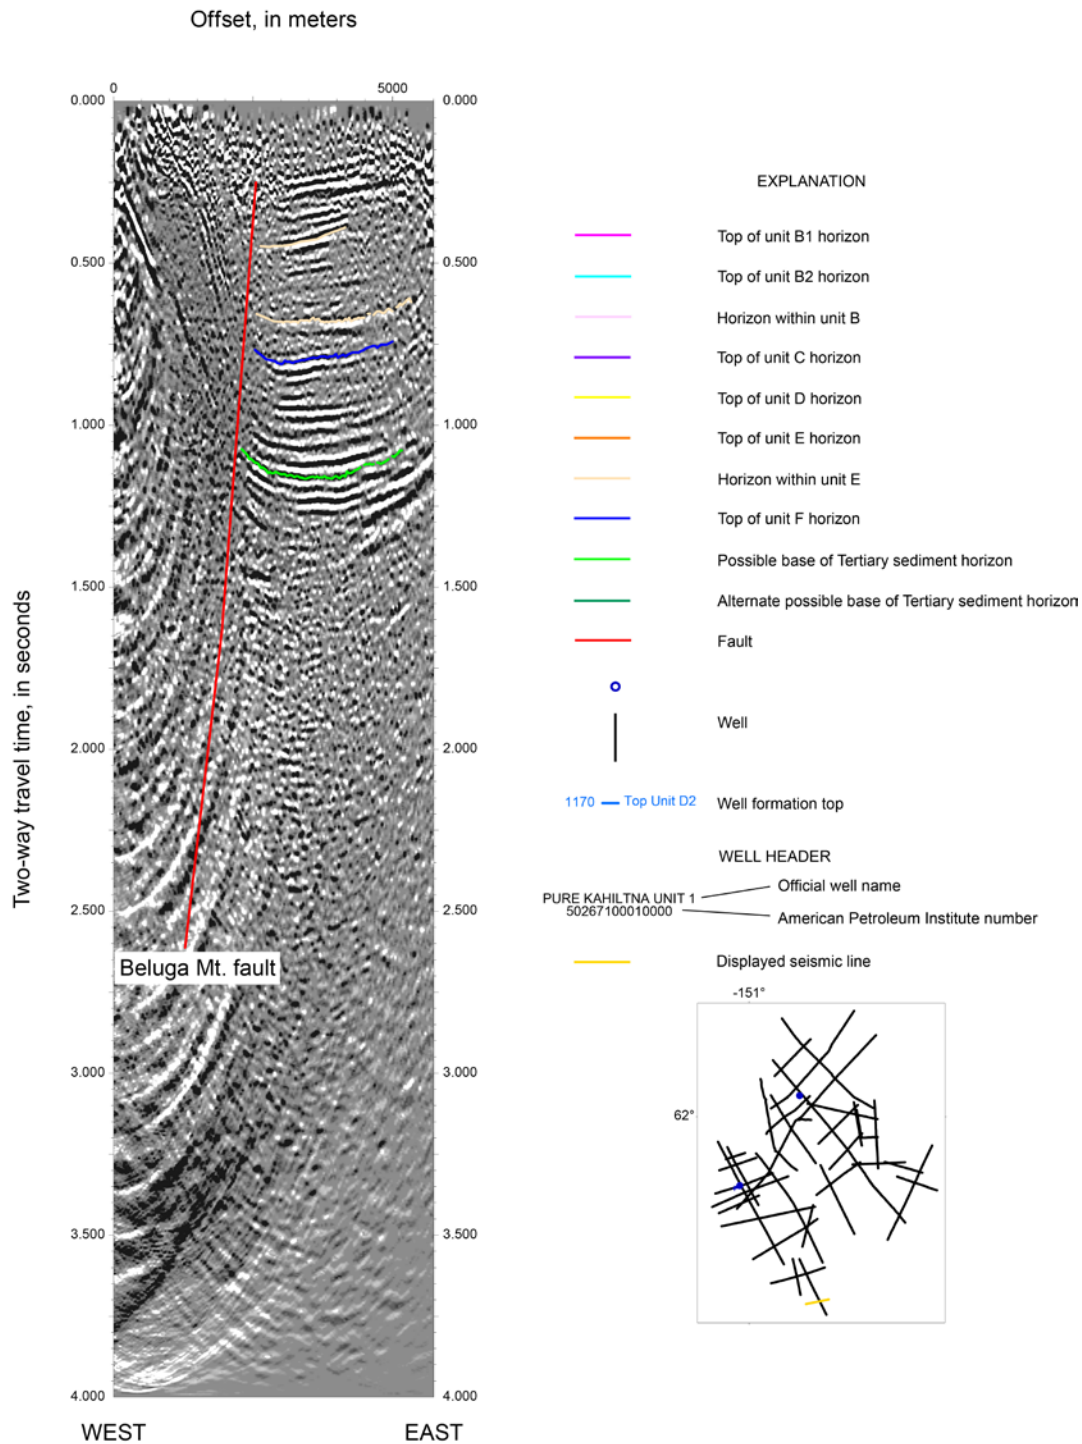 Offset, in meters
0 5000
0.000 0.000
0.500 0.500
1.000 1.000
1.500 1.500
2.000 2.000
2.500 2.500
3.000 3.000
3.500 3.500
4.000 4.000
Two-way travel time, in seconds
Beluga Mt. fault
WEST EAST
EXPLANATION
Top of unit B1 horizon
Top of unit B2 horizon
Horizon within unit B
Top of unit C horizon
Top of unit D horizon
Top of unit E horizon
Horizon within unit E
Top of unit F horizon
Possible base of Tertiary sediment horizon
Alternate possible base of Tertiary sediment horizon
Fault
Well
1170 Top Unit D2 Well formation top
WELL HEADER
Official well name
PURE KAHILTNA UNIT 1
50267100010000
American Petroleum Institute number
Displayed seismic line
-151°
62°